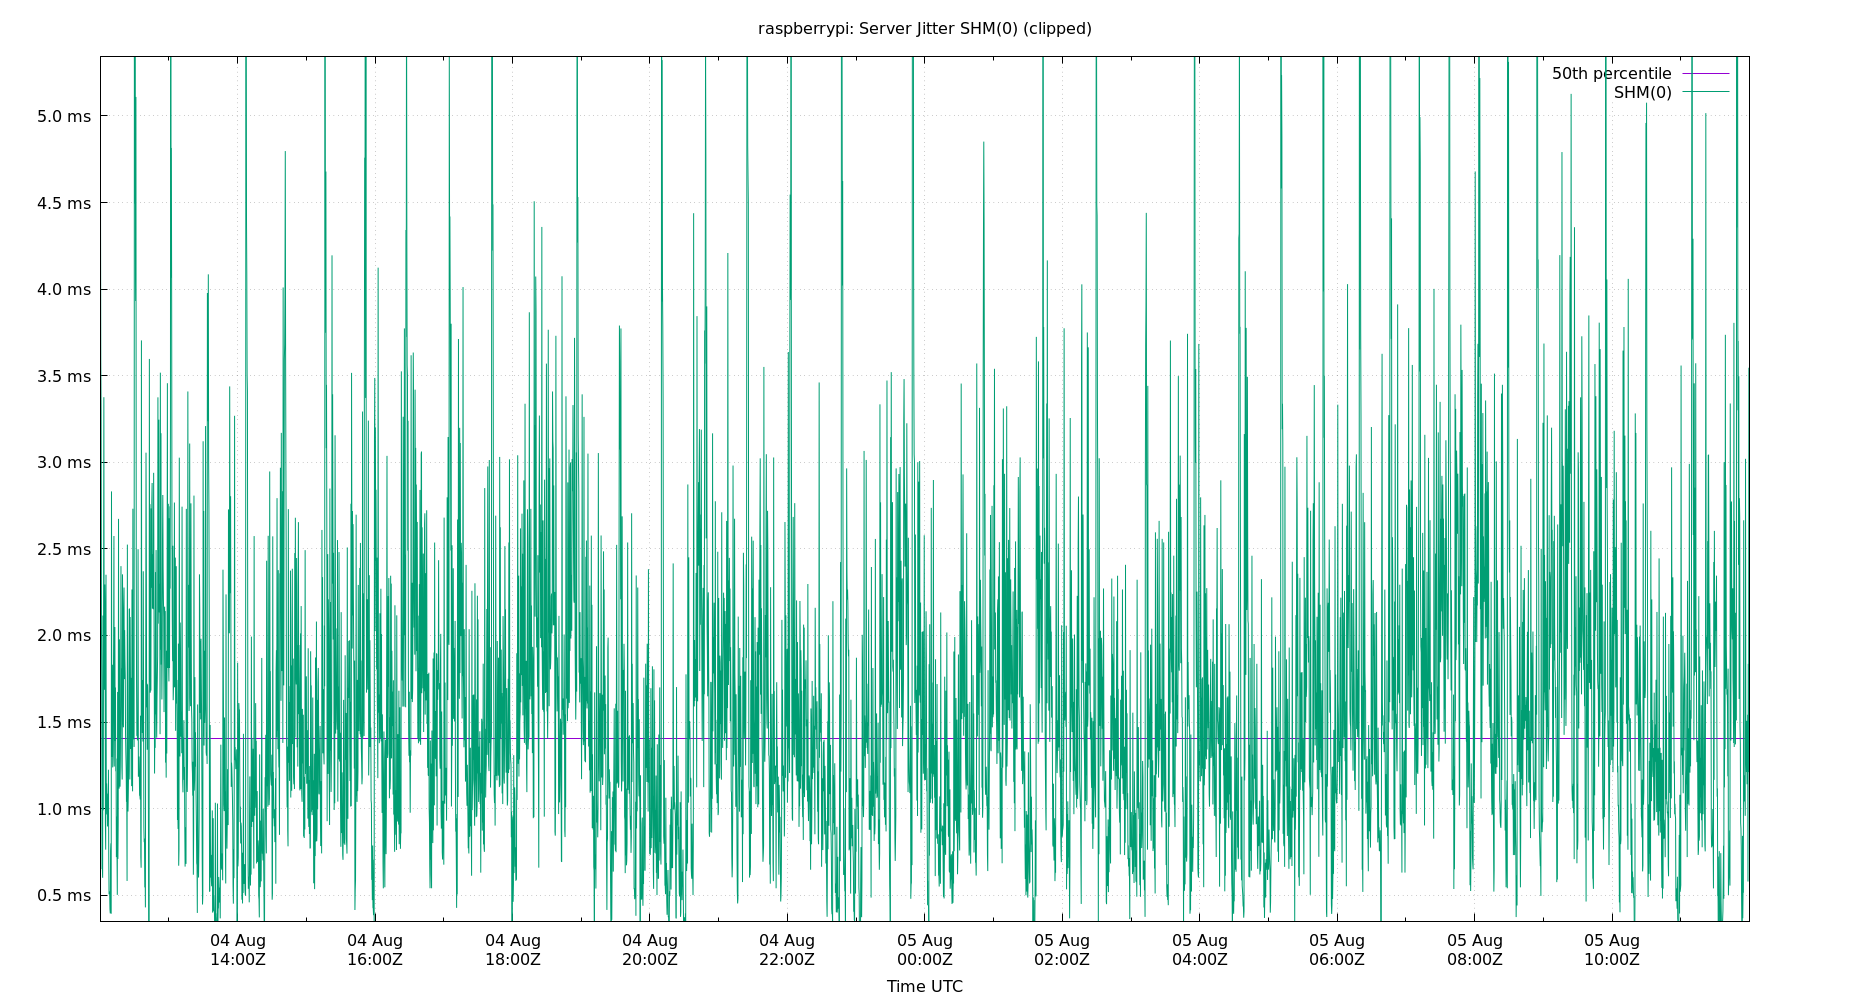 raspberrypi: Server Jitter SHM(0) (clipped)
50th percentile
SHM(0)
5.0 ms
4.5 ms
4.0 ms
3.5 ms
3.0 ms
2.5 ms
2.0 ms
1.5 ms
1.0 ms
0.5 ms
04 Aug 04 Aug 04 Aug 04 Aug 04 Aug 05 Aug 05 Aug 05 Aug 05 Aug 05 Aug 05 Aug
14:00Z 16:00Z 18:00Z 20:00Z 22:00Z 00:00Z 02:00Z 04:00Z 06:00Z 08:00Z 10:00Z
Time UTC